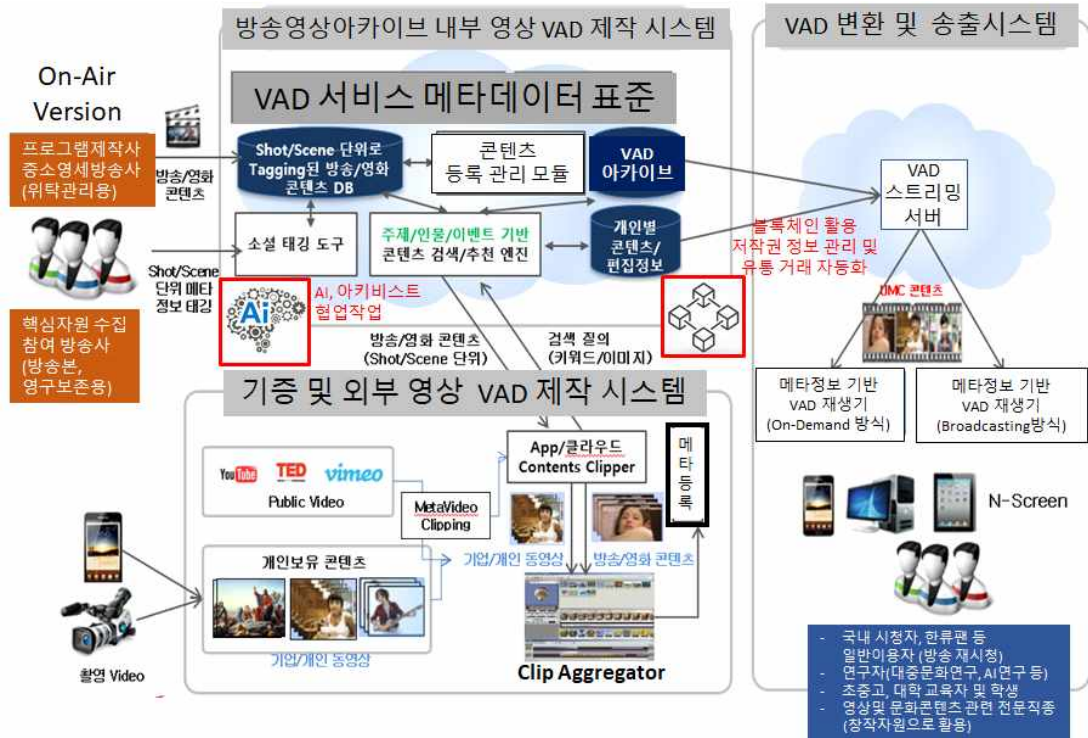 방송영상아카이브 내부 영상 VAD 제작 시스템
VAD 변환 및 송출시스템
On-Air
Version
VAD 서비스 메타데이터 표준
프로그램제작사
중소영세방송사
(위탁관리용)
방송/영화
콘텐츠
Shot/Scene 단위로
Tagging된 방송/영화
콘텐츠 DB
콘텐츠
등록 관리 모듈
VAD
아카이브
VAD
스트리밍
서버
소셜 태깅 도구
주제/인물/이벤트 기반
콘텐츠 검색/추천 엔진
개인별
콘텐츠/
편집정보
블록체인 활용
저작권 정보 관리 및
유통 거래 자동화
Shot/Scene
단위 메타
정보 태깅
Ai
AI, 아키비스트
협업작업
DMC 콘텐츠
핵심자원 수집
참여 방송사
(방송본,
영구보존용)
방송/영화 콘텐츠
(Shot/Scene 단위)
검색 질의
(키워드/이미지)
메타정보 기반
VAD 재생기
(On-Demand 방식)
메타정보 기반
VAD 재생기
(Broadcasting방식)
기증 및 외부 영상 VAD 제작 시스템
App/클라우드
Contents Clipper
메
타
등
록
YouTube
TED
vimeo
Public Video
MetaVideo
Clipping
N-Screen
개인보유 콘텐츠
기업/개인 동영상
방송/영화 콘텐츠
기업/개인 동영상
촬영 Video
Clip Aggregator
- 국내 시청자, 한류팬 등
일반이용자 (방송 재시청)
- 연구자(대중문화연구, AI연구 등)
- 초중고, 대학 교육자 및 학생
- 영상및 문화콘텐츠 관련 전문직종
(창작자원으로 활용)